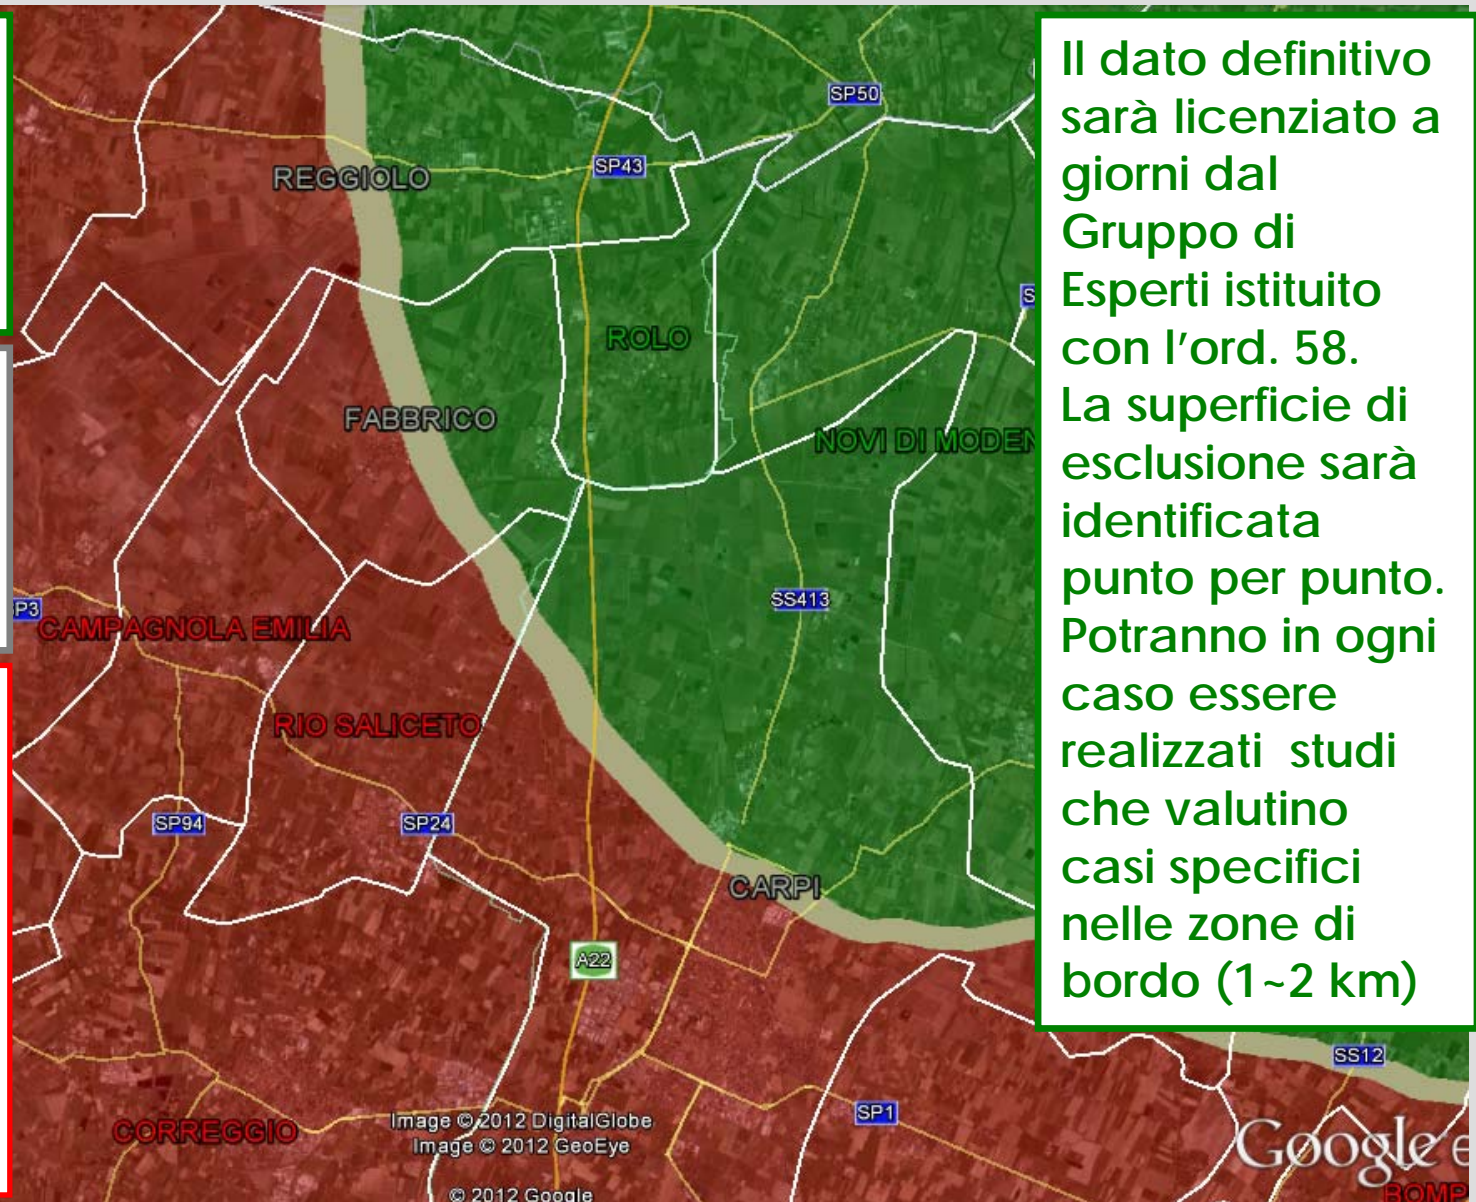 Il dato definitivo
sarà licenziato a
giorni dal
Gruppo di
Esperti istituito
con l'ord. 58.
La superficie di
esclusione sarà
identificata
punto per punto.
Potranno in ogni
caso essere
realizzati studi
che valutino
casi specifici
nelle zone di
bordo (1~2 km)
SP50
SP43
REGGIOLO
ROLO
FABBRICO
NOVI DI MODEN
P3
SS413
CAMPAGNOLA EMILIA
RIO SALICETO
SP94
SP24
CARPI
A22
SS12
SP1
CORREGGIO
Image © 2012 DigitalGlobe
Image © 2012 GeoEye
© 2012 Google
Google e
BOMP